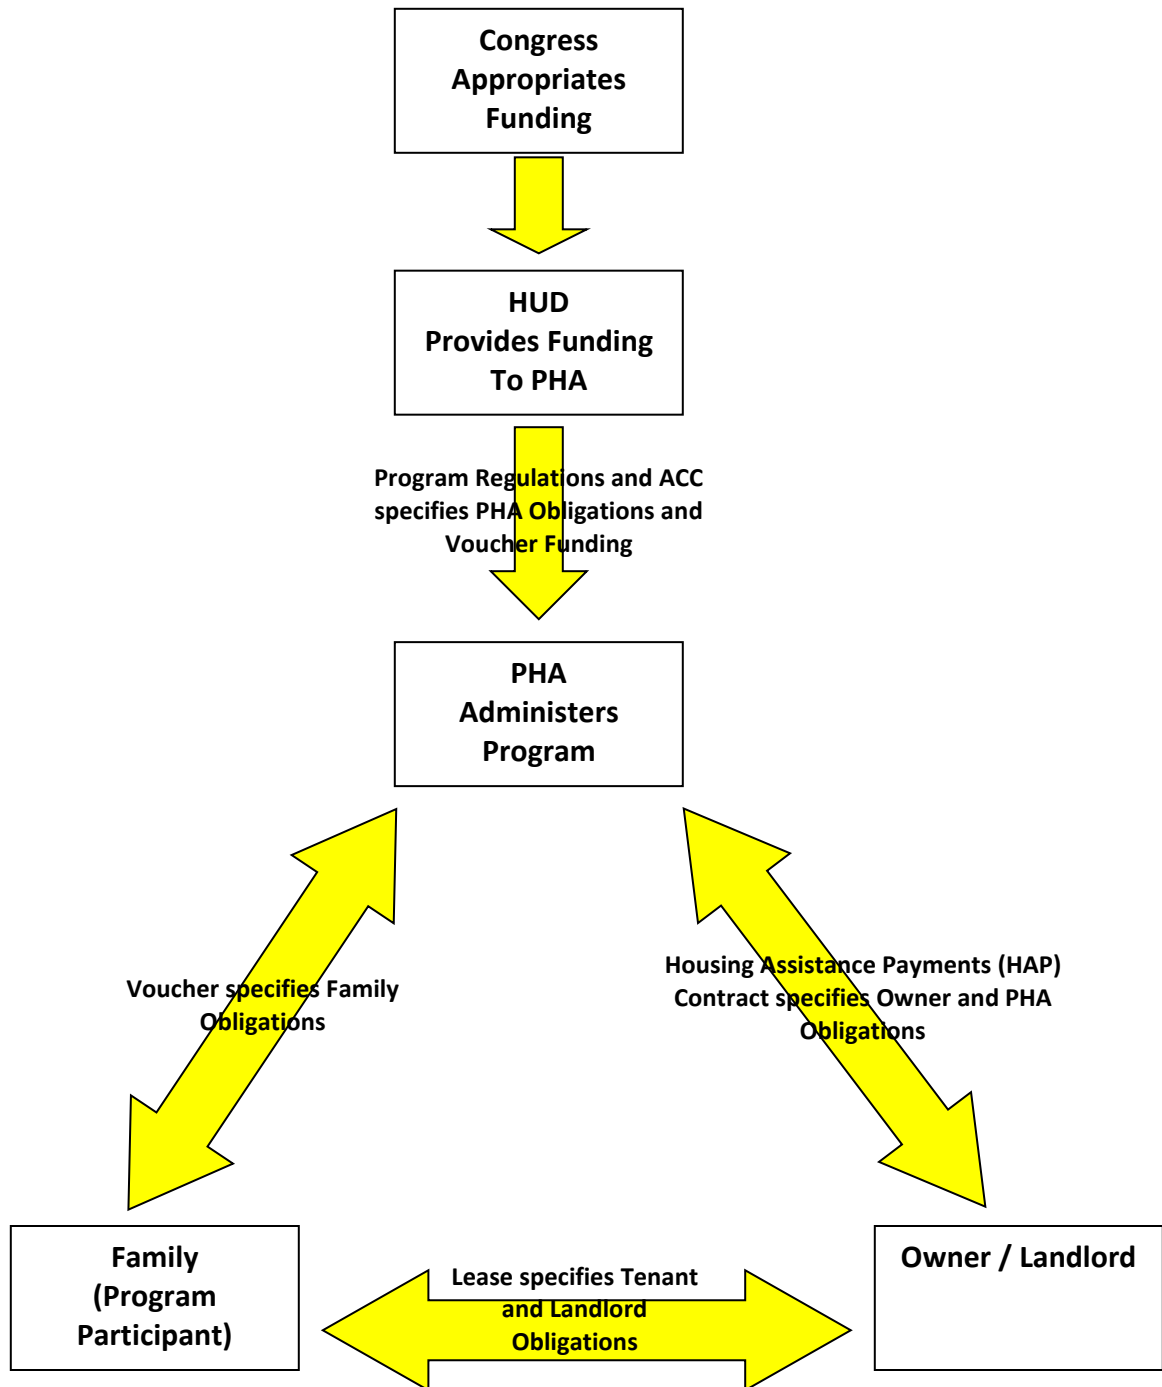 Congress
Appropriates
Funding
HUD
Provides Funding
To PHA
Program Regulations and ACC
specifies PHA Obligations and
Voucher Funding
PHA
Administers
Program
Voucher specifies Family
Obligations
Housing Assistance Payments (HAP)
Contract specifies Owner and PHA
Obligations
Family
(Program
Participant)
Lease specifies Tenant
and Landlord
Obligations
Owner / Landlord